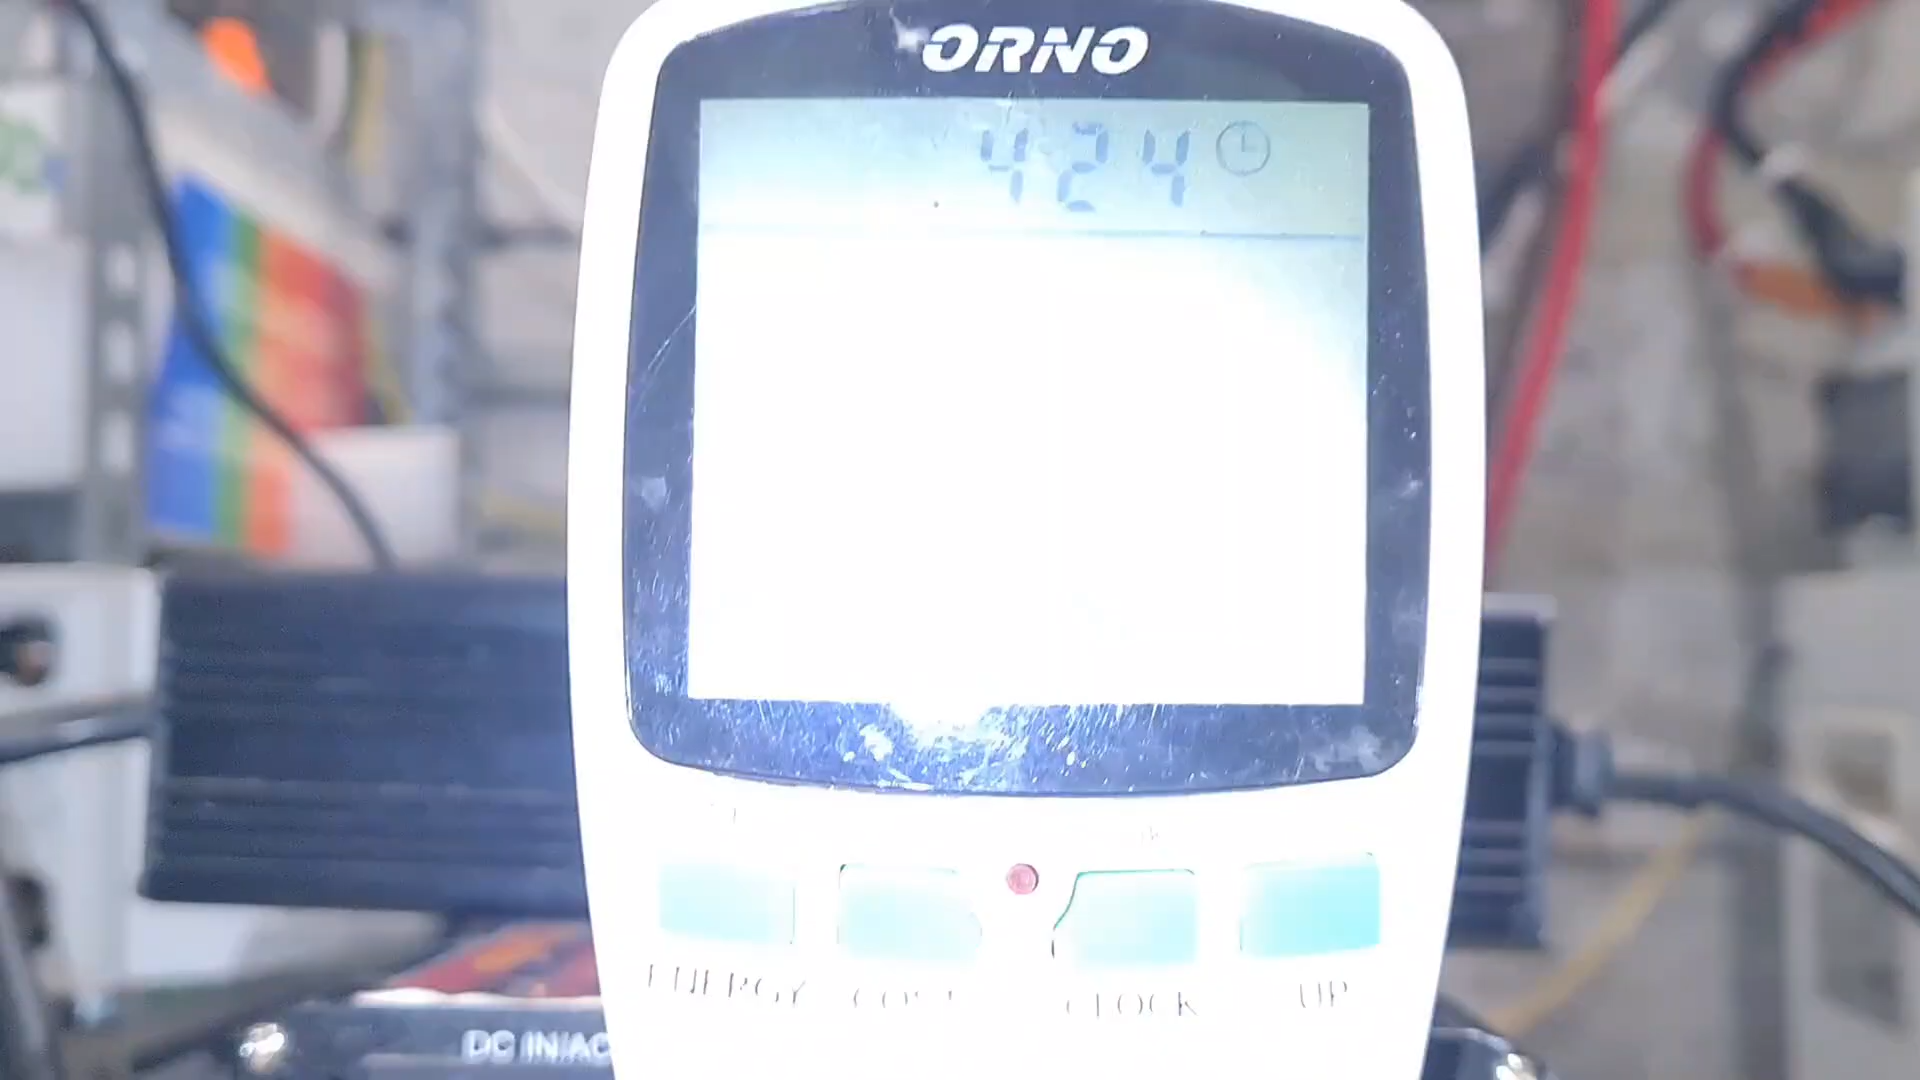 ORNO
424
ENERGY COST CLOCK UP
DC IN/AC